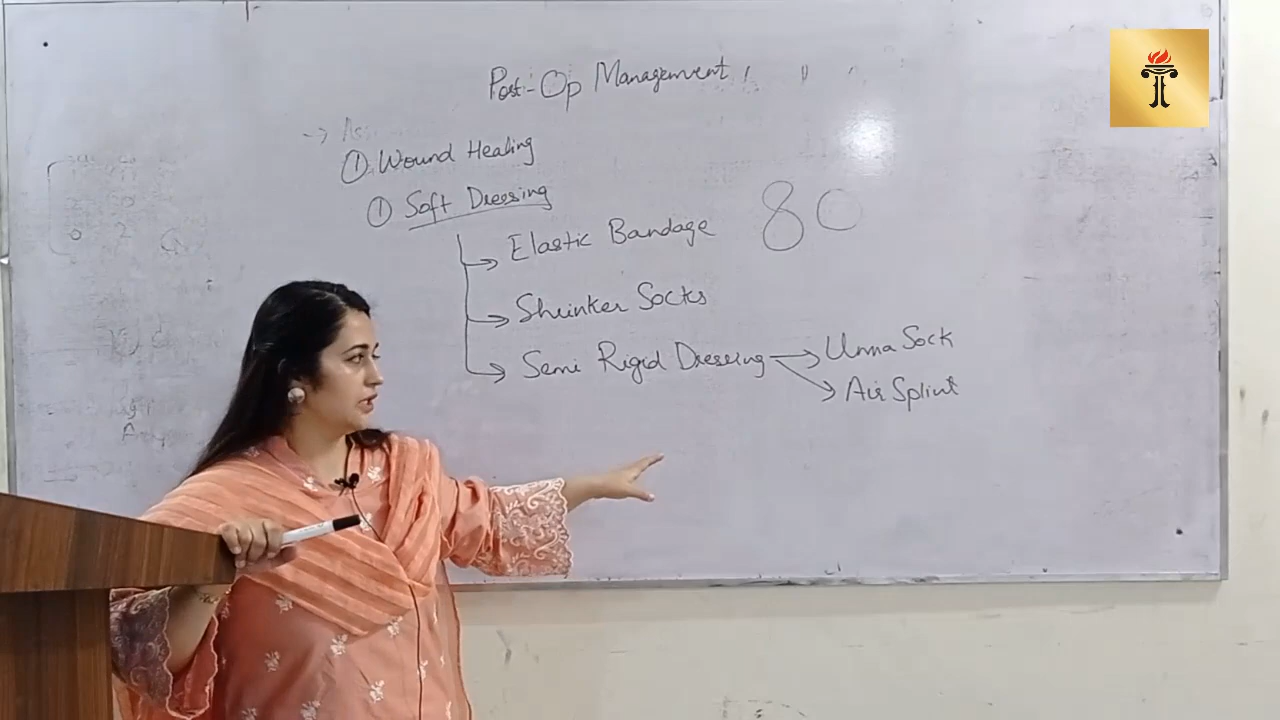 Post-Op Management
→ Ass
① Wound Healing
① Soft Dressing
→ Elastic Bandage 80
→ Shrinker Socks
→ Semi Rigid Dressing → Unna Sock
→ Air Splint